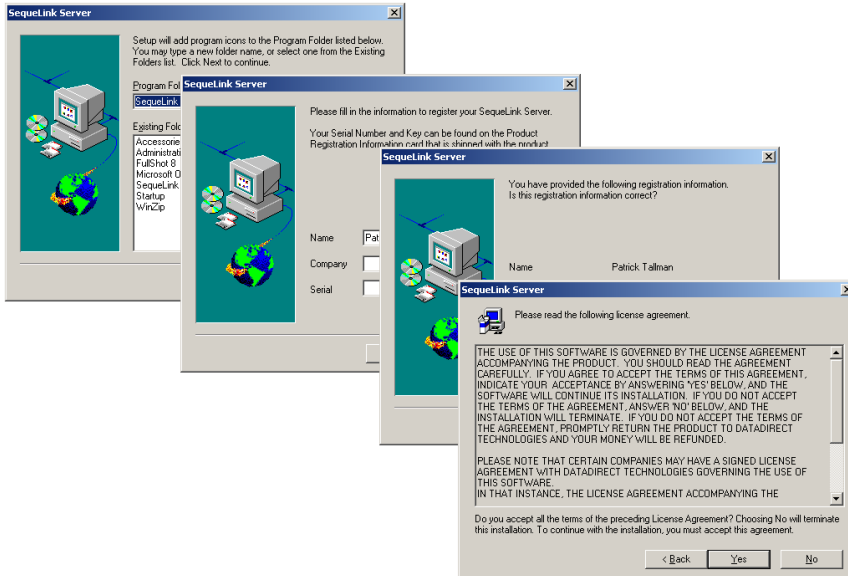 SequeLink Server
Setup will add program icons to the Program Folder listed below.
You may type a new folder name, or select one from the Existing
Folders list. Click Next to continue.
Program
SequeLink
Existing
FullShot 8
Microsoft
SequeLink
Startup
WinZip
SequeLink Server
Please fill in the information to register your SequeLink Server.
Your Serial Number and Key can be found on the Product
Registration Information card that is shipped with the product.
Name
Company
Serial
SequeLink Server
You have provided the following registration information.
Is this registration information correct?
Name Patrick Tallman
SequeLink Server
Please read the following license agreement.
THE USE OF THIS SOFTWARE IS GOVERNED BY THE LICENSE AGREEMENT
ACCOMPANYING THE PRODUCT. YOU SHOULD READ THE AGREEMENT
CAREFULLY. IF YOU AGREE TO ACCEPT THE TERMS OF THIS AGREEMENT,
INDICATE YOUR ACCEPTANCE BY ANSWERING 'YES' BELOW, AND THE
SOFTWARE WILL CONTINUE ITS INSTALLATION. IF YOU DO NOT ACCEPT
THE TERMS OF THE AGREEMENT, ANSWER 'NO' BELOW, AND THE
INSTALLATION WILL TERMINATE. IF YOU DO NOT ACCEPT THE TERMS OF
THE AGREEMENT, PROMPTLY RETURN THE PRODUCT TO DATADIRECT
TECHNOLOGIES AND YOUR MONEY WILL BE REFUNDED.
PLEASE NOTE THAT CERTAIN COMPANIES MAY HAVE A SIGNED LICENSE
AGREEMENT WITH DATADIRECT TECHNOLOGIES GOVERNING THE USE OF
THIS SOFTWARE.
IN THAT INSTANCE, THE LICENSE AGREEMENT ACCOMPANYING THE
Do you accept all the terms of the preceding License Agreement? Choosing No will terminate
this installation. To continue with the installation, you must accept this agreement.
< Back Yes No